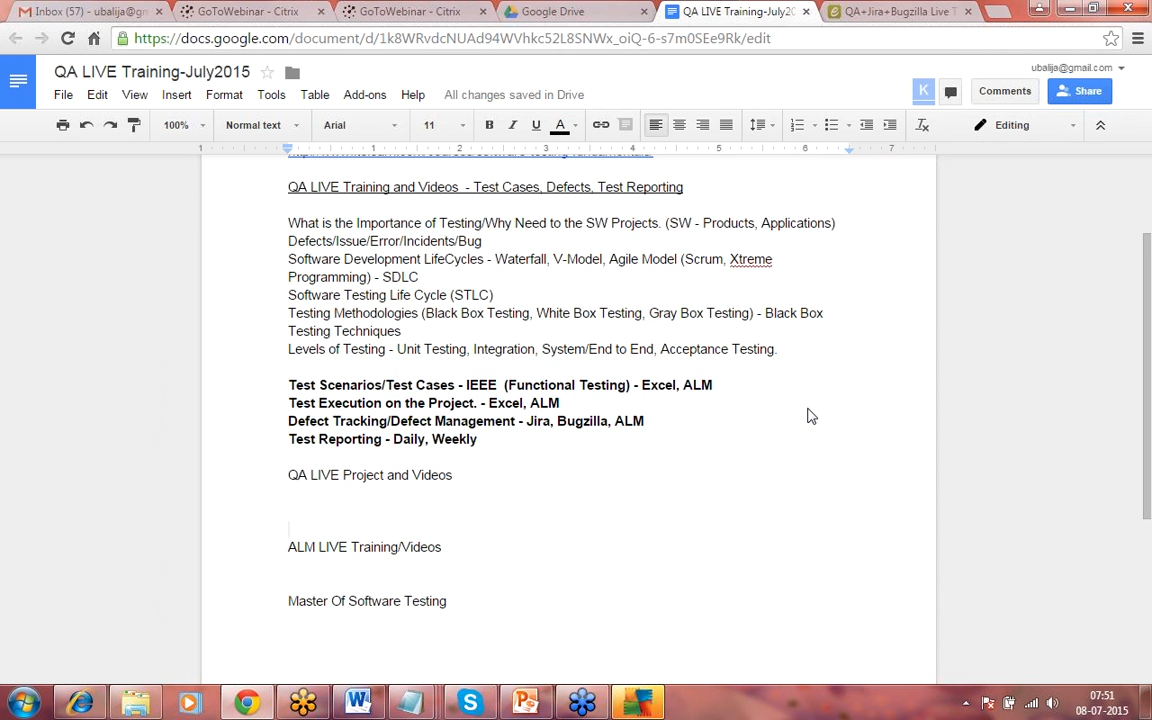 Inbox (57) - ubalija@gm
GoToWebinar - Citrix
GoToWebinar - Citrix
Google Drive
QA LIVE Training-July20
QA+Jira+Bugzilla Live T
https://docs.google.com/document/d/1k8WRvdcNUAd94WVhkc52L8SNWx_oiQ-6-s7m0SEe9Rk/edit
QA LIVE Training-July2015
ubalija@gmail.com
File Edit View Insert Format Tools Table Add-ons Help All changes saved in Drive
K
Comments
Share
100% Normal text Arial 11 B I U A Editing
1 1 2 3 4 5 6 7
QA LIVE Training and Videos - Test Cases, Defects, Test Reporting
What is the Importance of Testing/Why Need to the SW Projects. (SW - Products, Applications)
Defects/Issue/Error/Incidents/Bug
Software Development LifeCycles - Waterfall, V-Model, Agile Model (Scrum, Xtreme
Programming) - SDLC
Software Testing Life Cycle (STLC)
Testing Methodologies (Black Box Testing, White Box Testing, Gray Box Testing) - Black Box
Testing Techniques
Levels of Testing - Unit Testing, Integration, System/End to End, Acceptance Testing.
Test Scenarios/Test Cases - IEEE (Functional Testing) - Excel, ALM
Test Execution on the Project. - Excel, ALM
Defect Tracking/Defect Management - Jira, Bugzilla, ALM
Test Reporting - Daily, Weekly
QA LIVE Project and Videos
ALM LIVE Training/Videos
Master Of Software Testing
07:51
08-07-2015